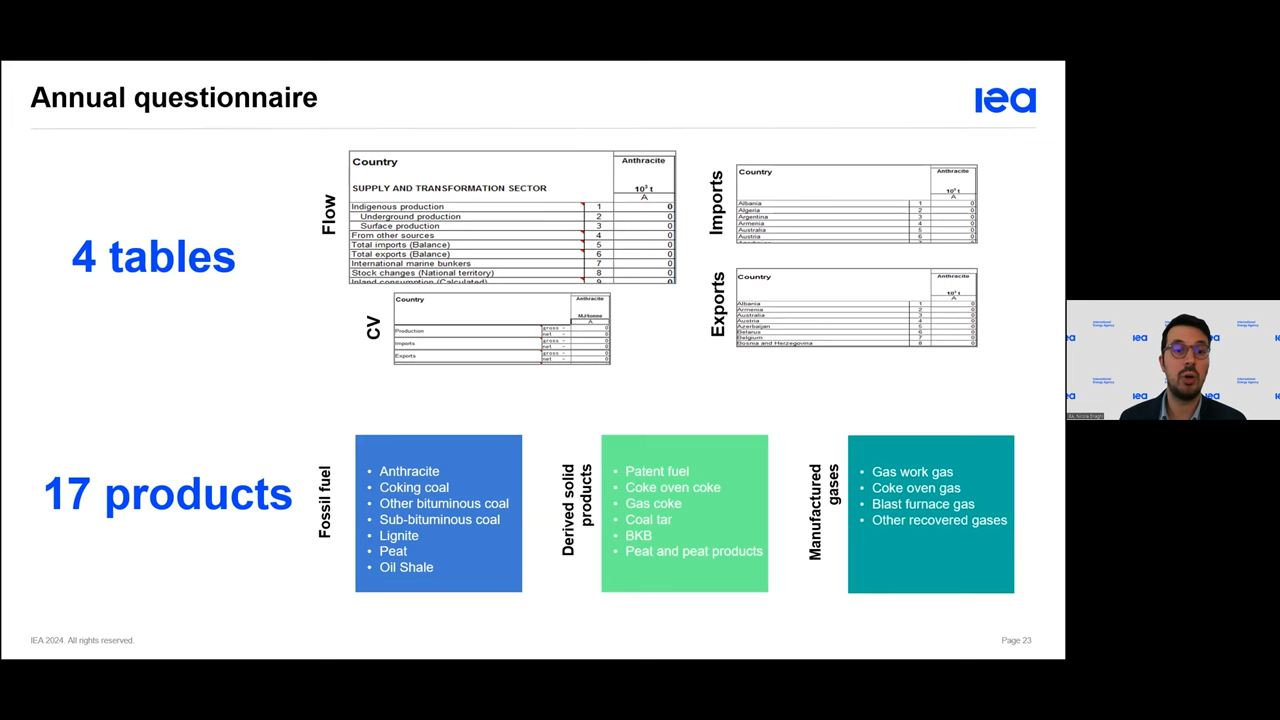 Annual questionnaire
iea
4 tables
Flow
Country
Anthracite
SUPPLY AND TRANSFORMATION SECTOR
10³ t
A
Indigenous production 1 0
Underground production 2 0
Surface production 3 0
From other sources 4 0
Total imports (Balance) 5 0
Total exports (Balance) 6 0
International marine bunkers 7 0
Stock changes (National territory) 8 0
Inland consumption (Calculated) 9 0
CV
Country
Anthracite
MJ/tonne
A
Production gross 0
net 0
Imports gross 0
net 0
Exports gross 0
net 0
Imports
Country
Anthracite
10³ t
A
Albania 1 0
Algeria 2 0
Argentina 3 0
Armenia 4 0
Australia 5 0
Austria 6 0
Exports
Country
Anthracite
10³ t
A
Albania 1 0
Armenia 2 0
Australia 3 0
Austria 4 0
Azerbaijan 5 0
Belarus 6 0
Belgium 7 0
Bosnia and Herzegovina 8 0
17 products
Fossil fuel
• Anthracite
• Coking coal
• Other bituminous coal
• Sub-bituminous coal
• Lignite
• Peat
• Oil Shale
Derived solid
products
• Patent fuel
• Coke oven coke
• Gas coke
• Coal tar
• BKB
• Peat and peat products
Manufactured
gases
• Gas work gas
• Coke oven gas
• Blast furnace gas
• Other recovered gases
IEA 2024. All rights reserved.
Page 23
International
Energy Agency
iea